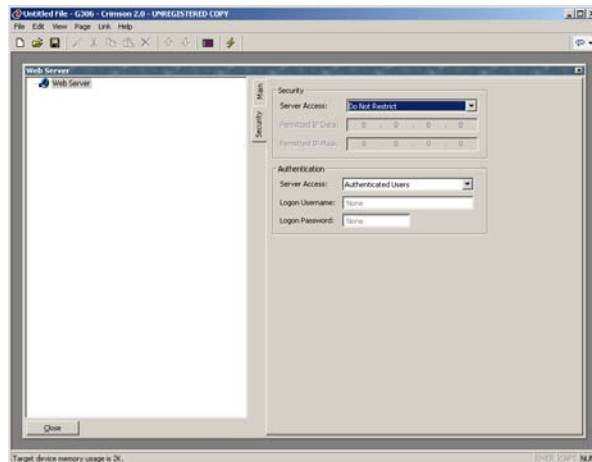 Untitled File - G306 - Crimson 2.0 - UNREGISTERED COPY
File Edit View Page Link Help
Web Server
Web Server
Main
Security
Security
Server Access: Do Not Restrict
Permitted IP Data: 0 . 0 . 0 . 0
Permitted IP Mask: 0 . 0 . 0 . 0
Authentication
Server Access: Authenticated Users
Logon Username: None
Logon Password: None
Close
Target device memory usage is 2K.
OVER CAPS NUM